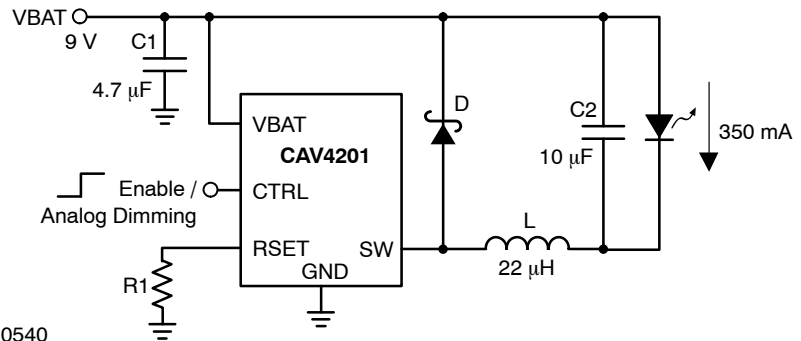 VBAT
9 V
C1
4.7 μF
VBAT
CAV4201
Enable /
CTRL
Analog Dimming
RSET
SW
GND
R1
D
L
22 μH
C2
10 μF
350 mA
0540